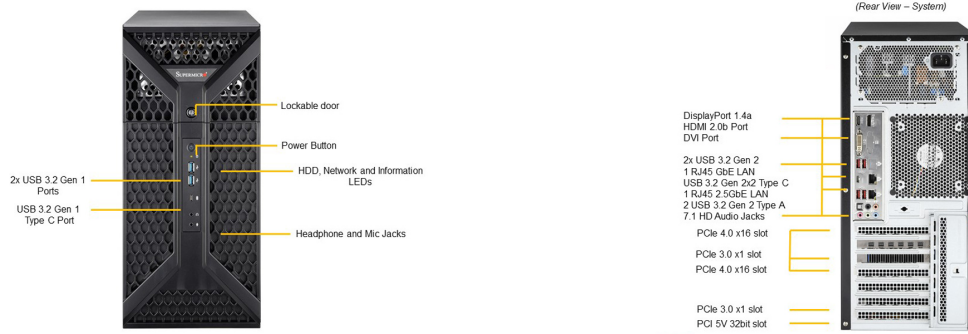 SUPERMICRO
Lockable door
Power Button
HDD, Network and Information
LEDs
Headphone and Mic Jacks
2x USB 3.2 Gen 1
Ports
USB 3.2 Gen 1
Type C Port
(Rear View – System)
DisplayPort 1.4a
HDMI 2.0b Port
DVI Port
2x USB 3.2 Gen 2
1 RJ45 GbE LAN
USB 3.2 Gen 2x2 Type C
1 RJ45 2.5GbE LAN
2 USB 3.2 Gen 2 Type A
7.1 HD Audio Jacks
PCIe 4.0 x16 slot
PCIe 3.0 x1 slot
PCIe 4.0 x16 slot
PCIe 3.0 x1 slot
PCI 5V 32bit slot